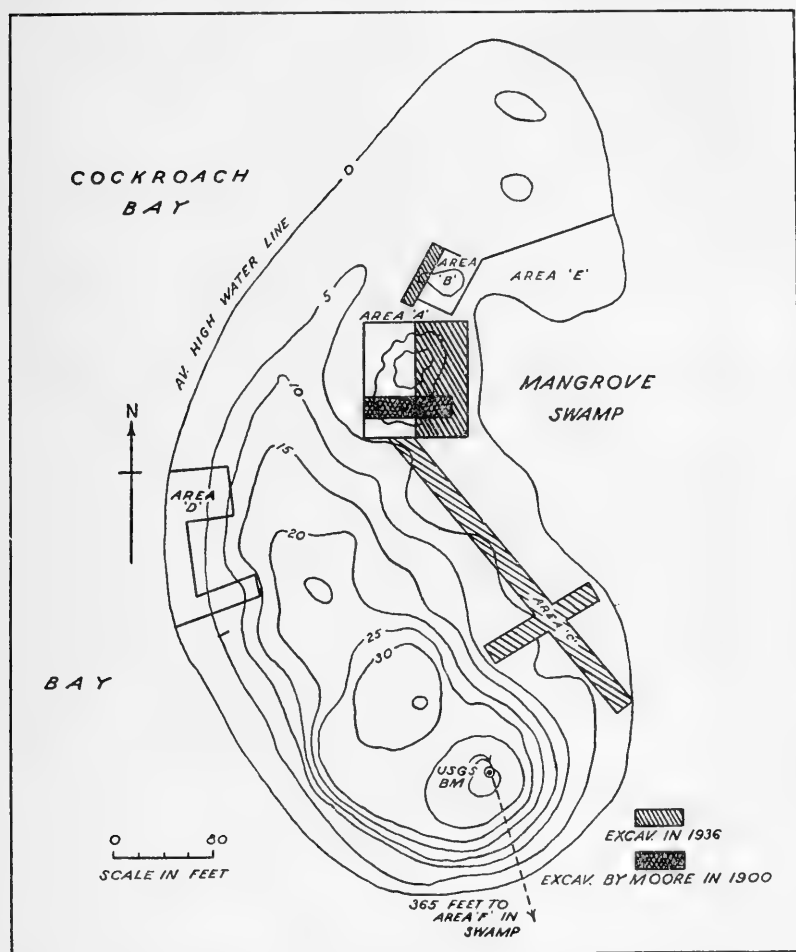 COCKROACH
BAY
AV. HIGH WATER LINE
0
5
10
15
20
25
30
N
AREA
'B'
AREA 'E'
AREA 'A'
MANGROVE
SWAMP
AREA
'D'
AREA 'C'
BAY
USGS
BM
0 80
SCALE IN FEET
EXCAV. IN 1936
EXCAV. BY MOORE IN 1900
365 FEET TO
AREA 'F' IN
SWAMP